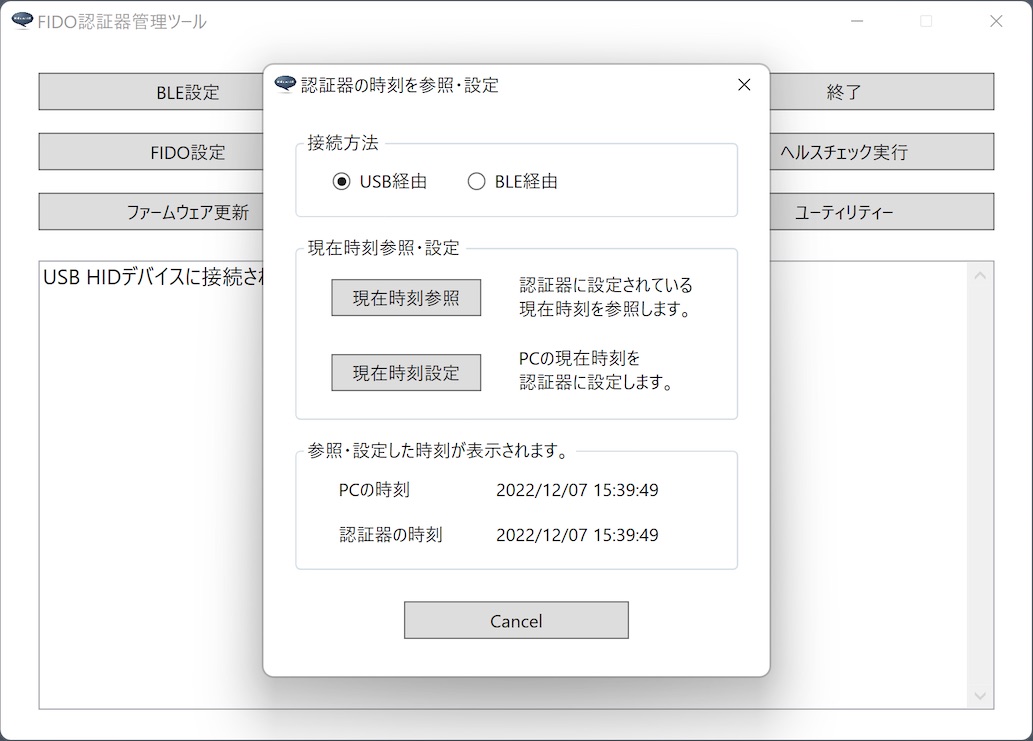 FIDO認証器管理ツール
BLE設定
終了
FIDO設定
ヘルスチェック実行
ファームウェア更新
ユーティリティー
USB HIDデバイスに接続され
認証器の時刻を参照・設定
接続方法
USB経由
BLE経由
現在時刻参照・設定
現在時刻参照
認証器に設定されている
現在時刻を参照します。
現在時刻設定
PCの現在時刻を
認証器に設定します。
参照・設定した時刻が表示されます。
PCの時刻 2022/12/07 15:39:49
認証器の時刻 2022/12/07 15:39:49
Cancel